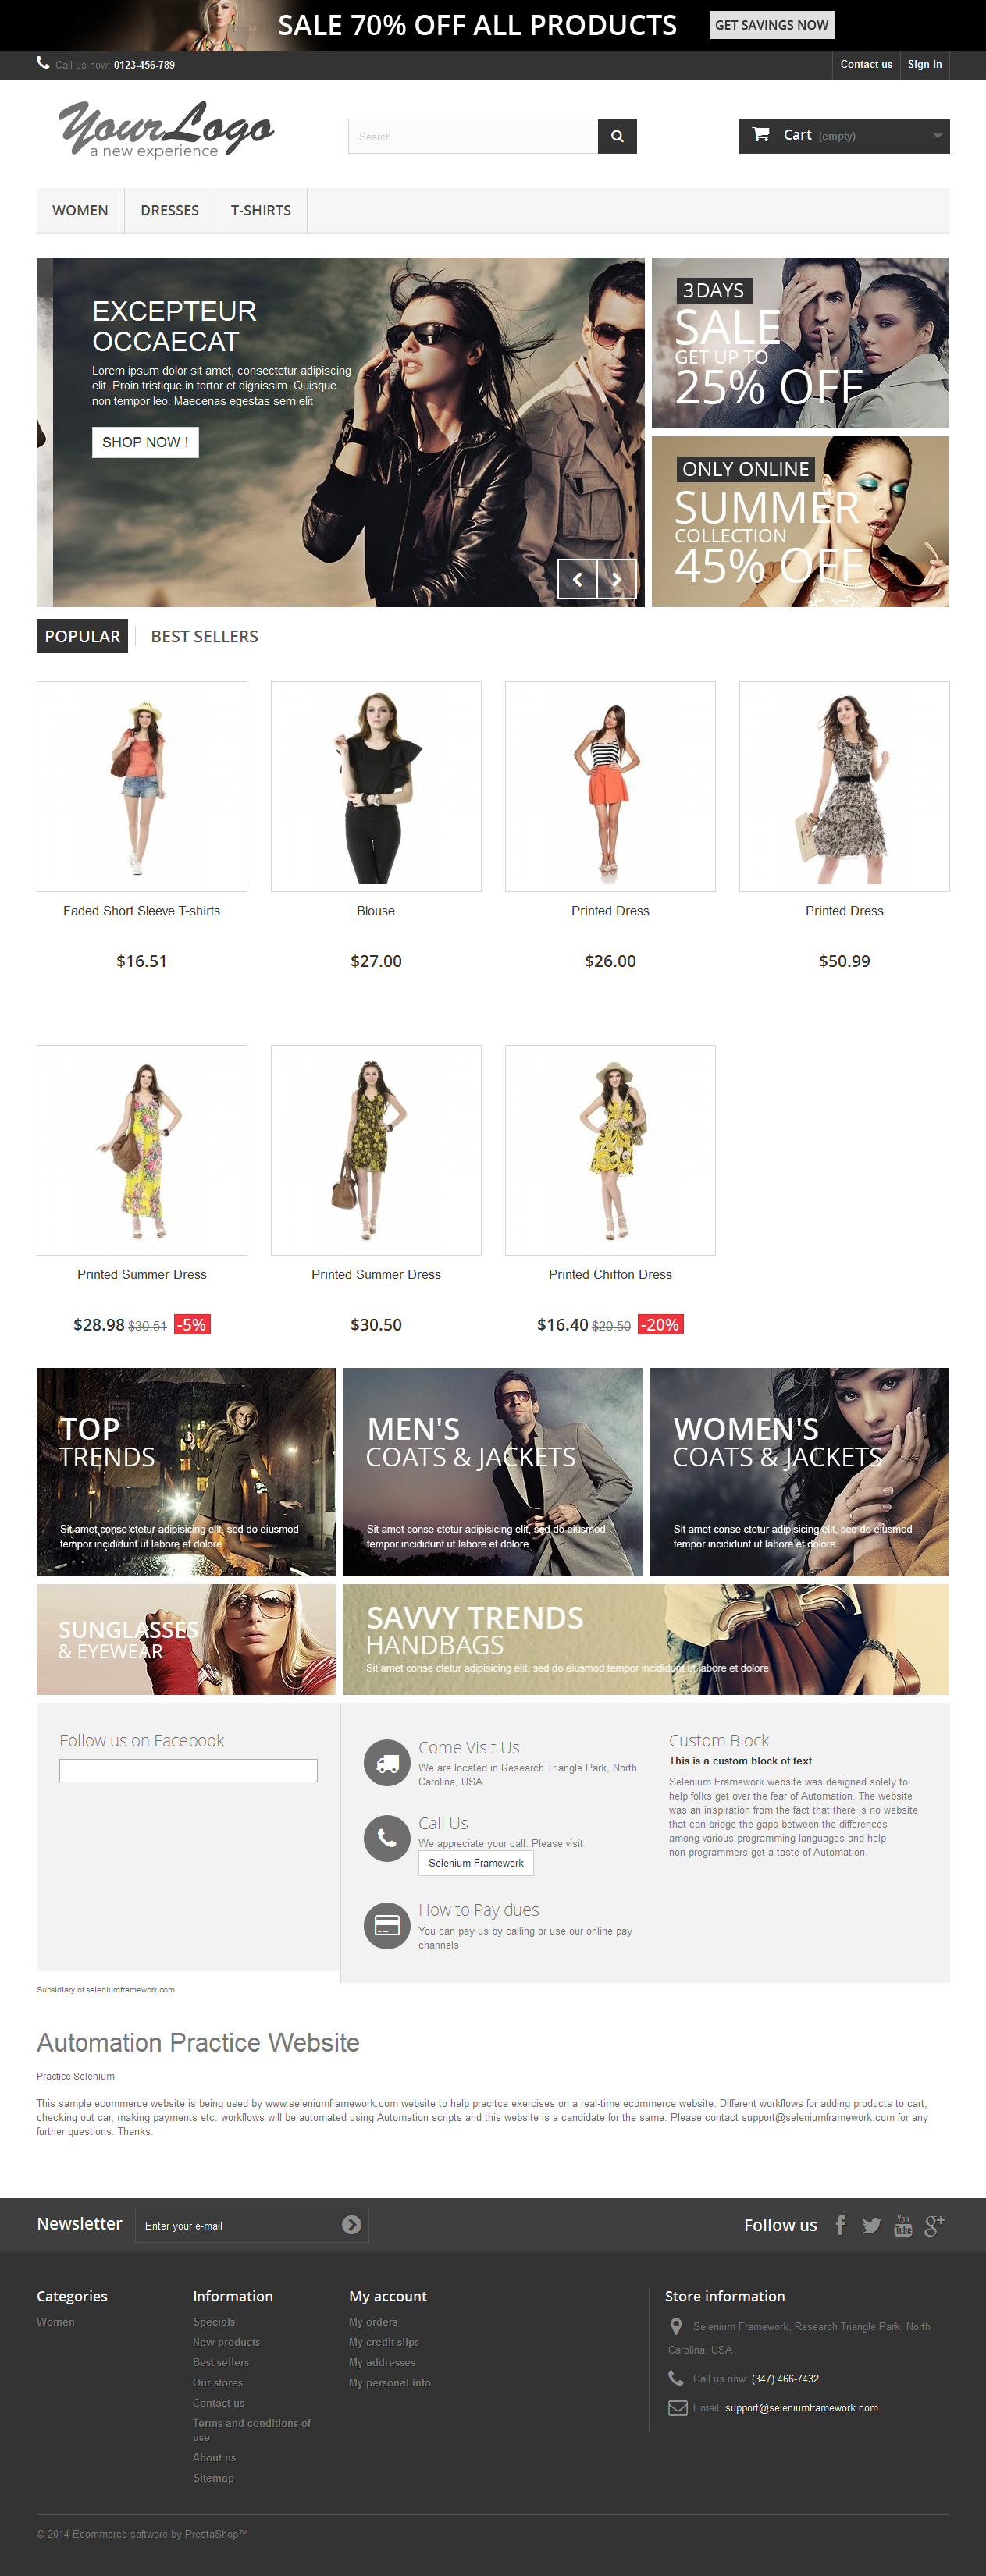 SALE 70% OFF ALL PRODUCTS GET SAVINGS NOW
Call us now: 0123-456-789 Contact us Sign in
YourLogo
a new experience
Search
Cart (empty)
WOMEN DRESSES T-SHIRTS
EXCEPTEUR
OCCAECAT
Lorem ipsum dolor sit amet, consectetur adipiscing
elit. Proin tristique in tortor et dignissim. Quisque
non tempor leo. Maecenas egestas sem elit
SHOP NOW !
3 DAYS
SALE
GET UP TO
25% OFF
ONLY ONLINE
SUMMER
COLLECTION
45% OFF
POPULAR BEST SELLERS
Faded Short Sleeve T-shirts
$16.51
Blouse
$27.00
Printed Dress
$26.00
Printed Dress
$50.99
Printed Summer Dress
$28.98 $30.51 -5%
Printed Summer Dress
$30.50
Printed Chiffon Dress
$16.40 $20.50 -20%
TOP
TRENDS
Sit amet conse ctetur adipisicing elit, sed do eiusmod
tempor incididunt ut labore et dolore
MEN'S
COATS & JACKETS
Sit amet conse ctetur adipisicing elit, sed do eiusmod
tempor incididunt ut labore et dolore
WOMEN'S
COATS & JACKETS
Sit amet conse ctetur adipisicing elit, sed do eiusmod
tempor incididunt ut labore et dolore
SUNGLASSES
& EYEWEAR
SAVVY TRENDS
HANDBAGS
Sit amet conse ctetur adipisicing elit, sed do eiusmod tempor incididunt ut labore et dolore
Follow us on Facebook
Come Visit Us
We are located in Research Triangle Park, North
Carolina, USA
Call Us
We appreciate your call. Please visit
Selenium Framework
How to Pay dues
You can pay us by calling or use our online pay
channels
Custom Block
This is a custom block of text
Selenium Framework website was designed solely to
help folks get over the fear of Automation. The website
was an inspiration from the fact that there is no website
that can bridge the gaps between the differences
among various programming languages and help
non-programmers get a taste of Automation.
Subsidiary of seleniumframework.com
Automation Practice Website
Practice Selenium
This sample ecommerce website is being used by www.seleniumframework.com website to help pracitce exercises on a real-time ecommerce website. Different workflows for adding products to cart,
checking out car, making payments etc. workflows will be automated using Automation scripts and this website is a candidate for the same. Please contact support@seleniumframework.com for any
further questions. Thanks.
Newsletter Enter your e-mail
Follow us You Tube g+
Categories
Women
Information
Specials
New products
Best sellers
Our stores
Contact us
Terms and conditions of
use
About us
Sitemap
My account
My orders
My credit slips
My addresses
My personal info
Store information
Selenium Framework, Research Triangle Park, North
Carolina, USA
Call us now: (347) 466-7432
Email: support@seleniumframework.com
© 2014 Ecommerce software by PrestaShop™